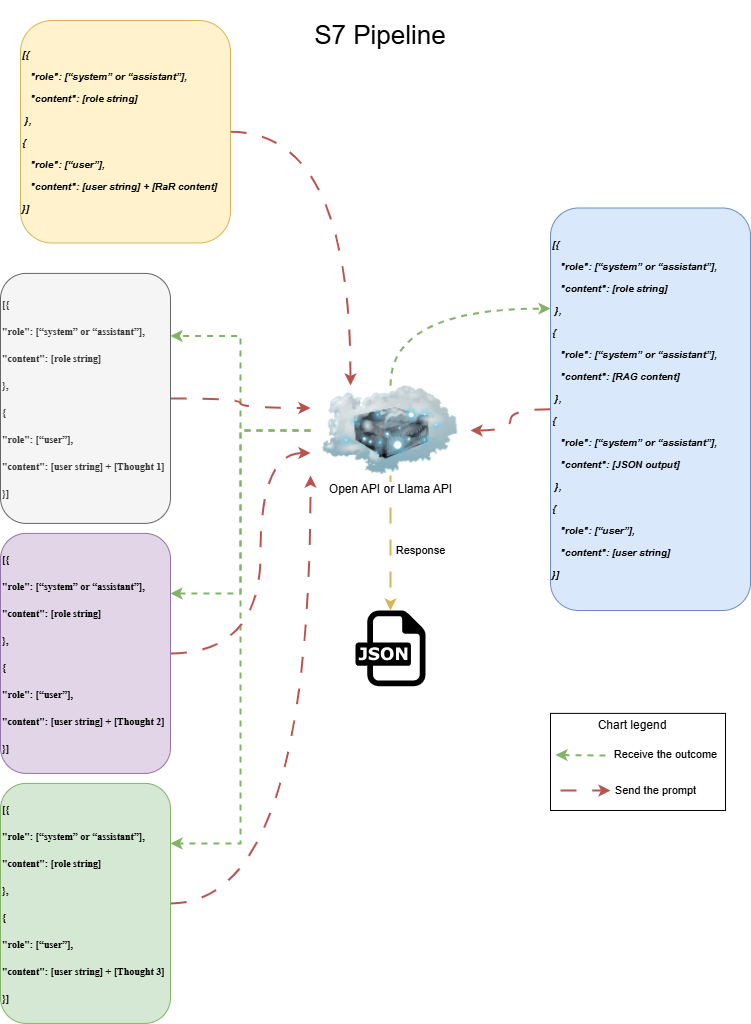 S7 Pipeline
[{
"role": [“system” or “assistant”],
"content": [role string]
},
{
"role": [“user”],
"content": [user string] + [RaR content]
}]
[{
"role": [“system” or “assistant”],
"content": [role string]
},
{
"role": [“user”],
"content": [user string] + [Thought 1]
}]
[{
"role": [“system” or “assistant”],
"content": [role string]
},
{
"role": [“user”],
"content": [user string] + [Thought 2]
}]
[{
"role": [“system” or “assistant”],
"content": [role string]
},
{
"role": [“user”],
"content": [user string] + [Thought 3]
}]
Open API or Llama API
Response
JSON
[{
"role": [“system” or “assistant”],
"content": [role string]
},
{
"role": [“system” or “assistant”],
"content": [RAG content]
},
{
"role": [“system” or “assistant”],
"content": [JSON output]
},
{
"role": [“user”],
"content": [user string]
}]
Chart legend
Receive the outcome
Send the prompt